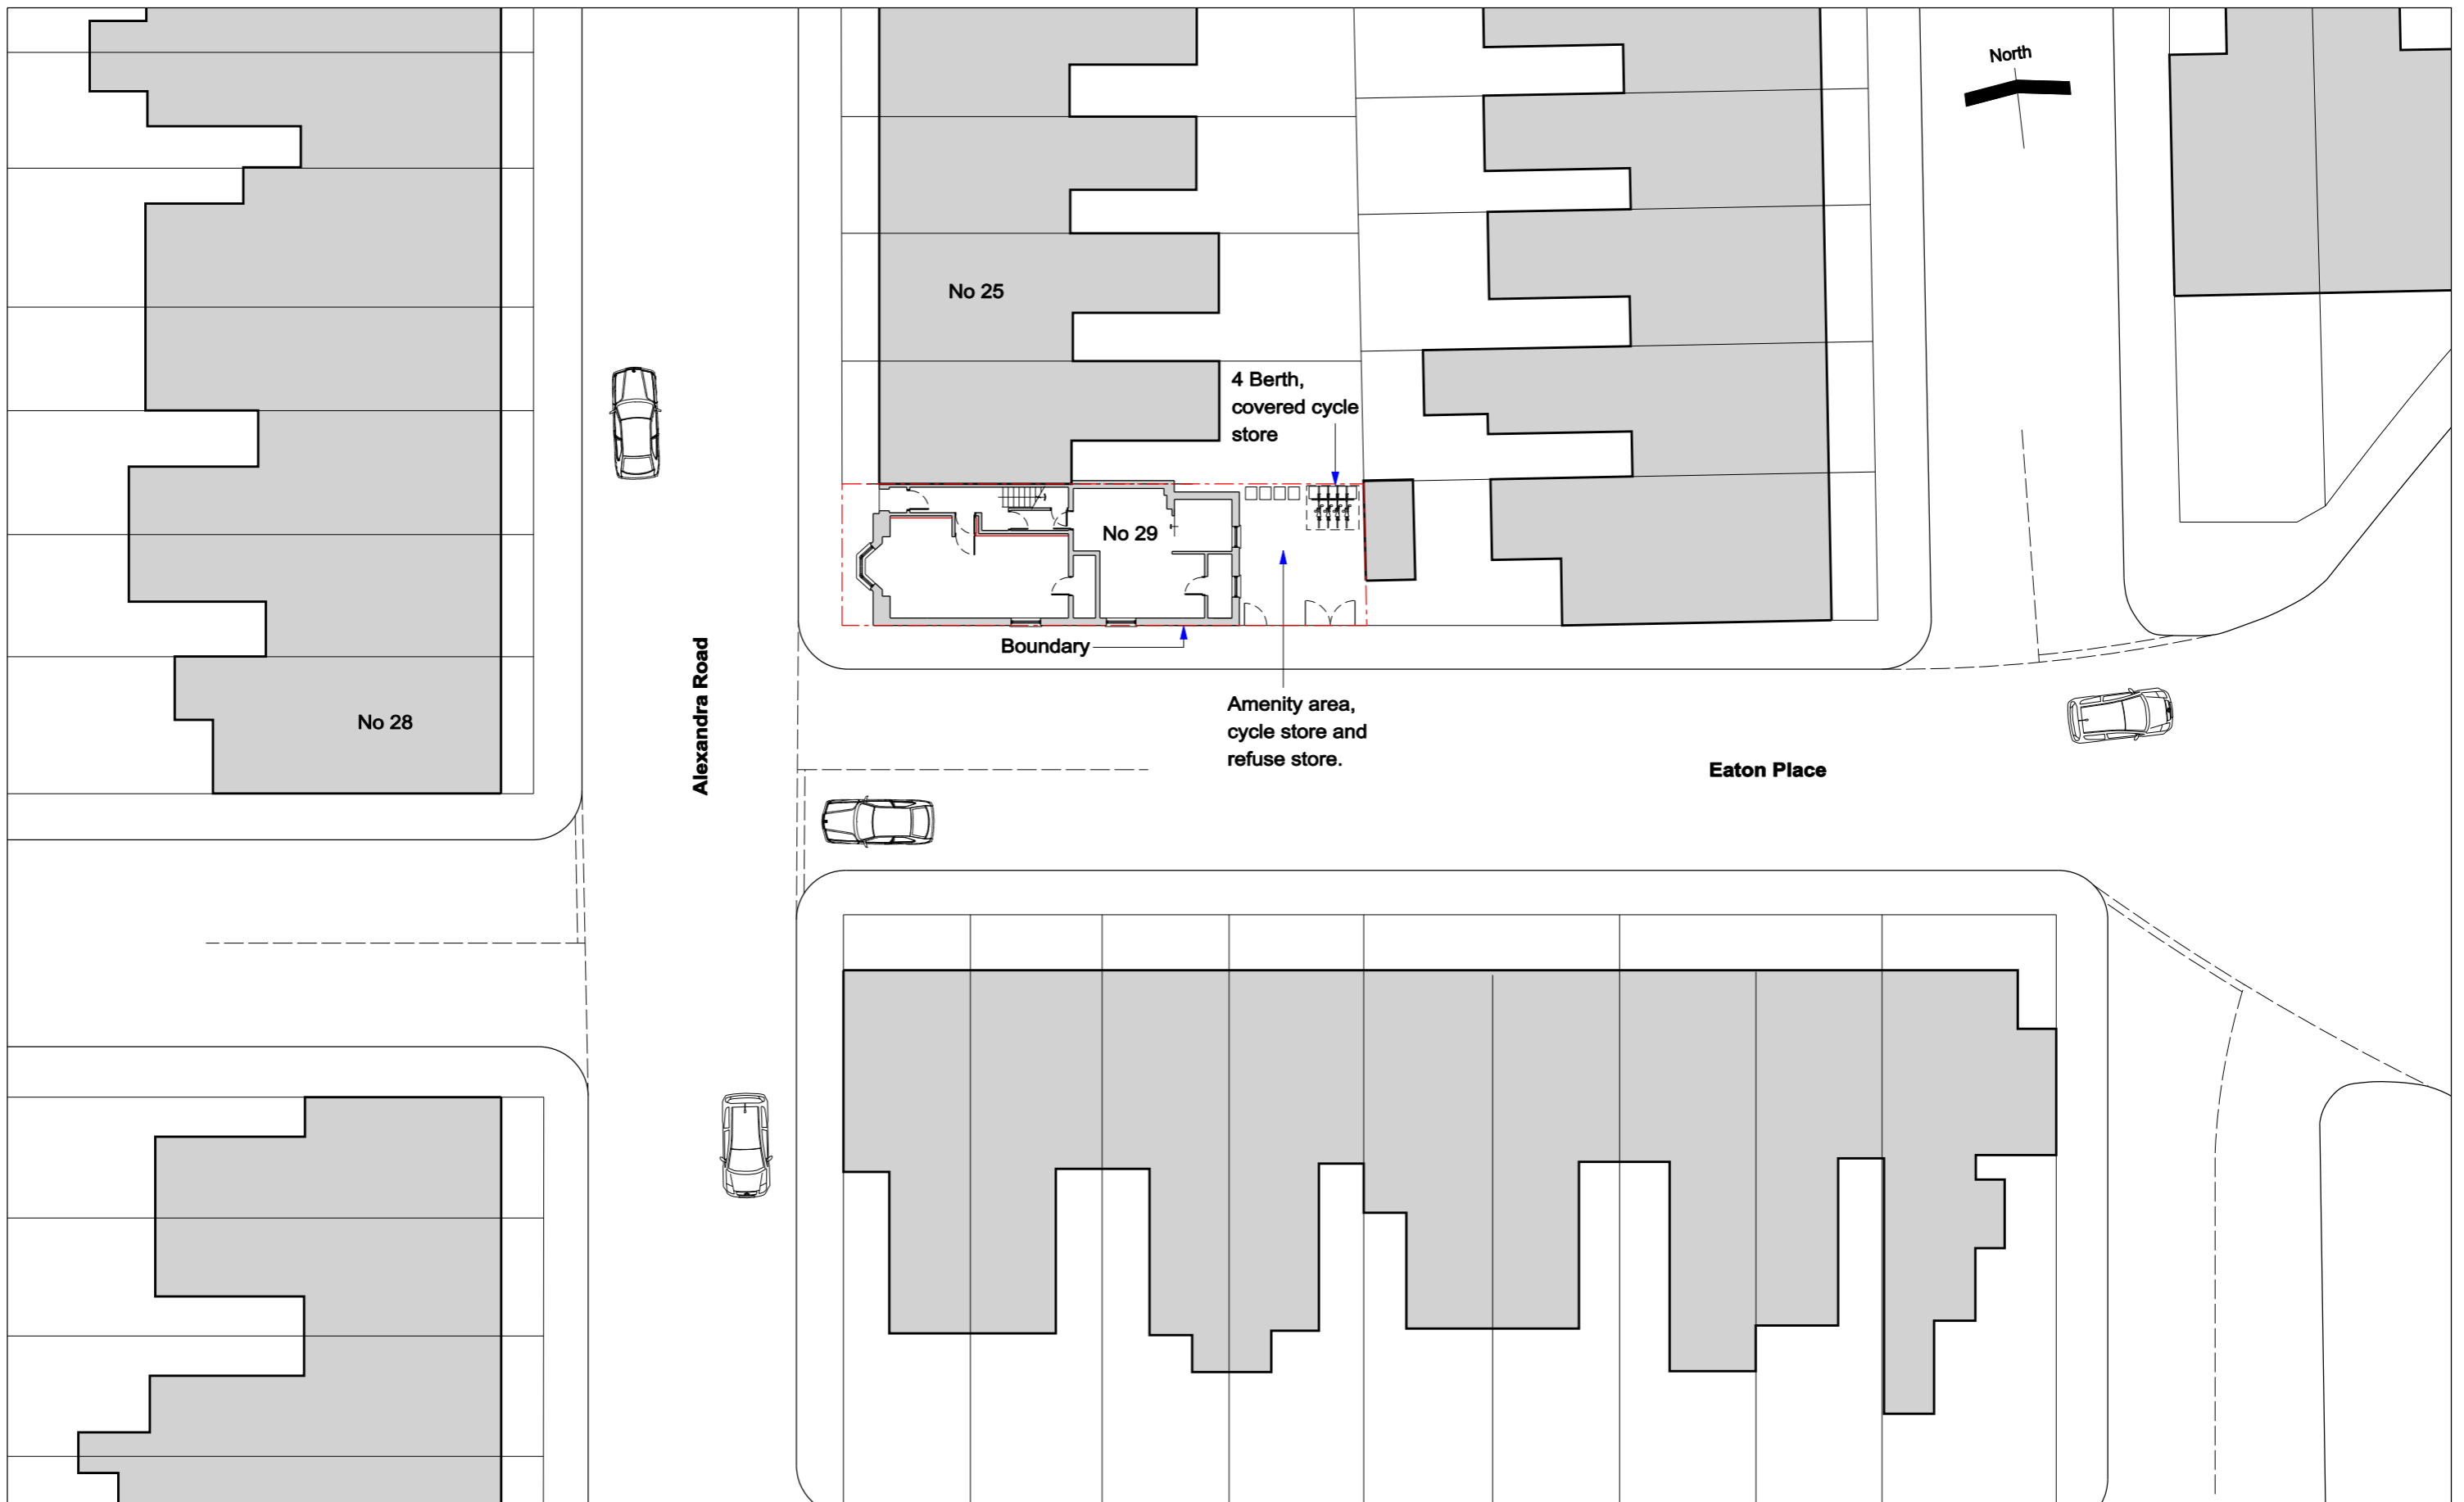 North
No 25
4 Berth,
covered cycle
store
No 29
Boundary
Alexandra Road
No 28
Amenity area,
cycle store and
refuse store.
Eaton Place